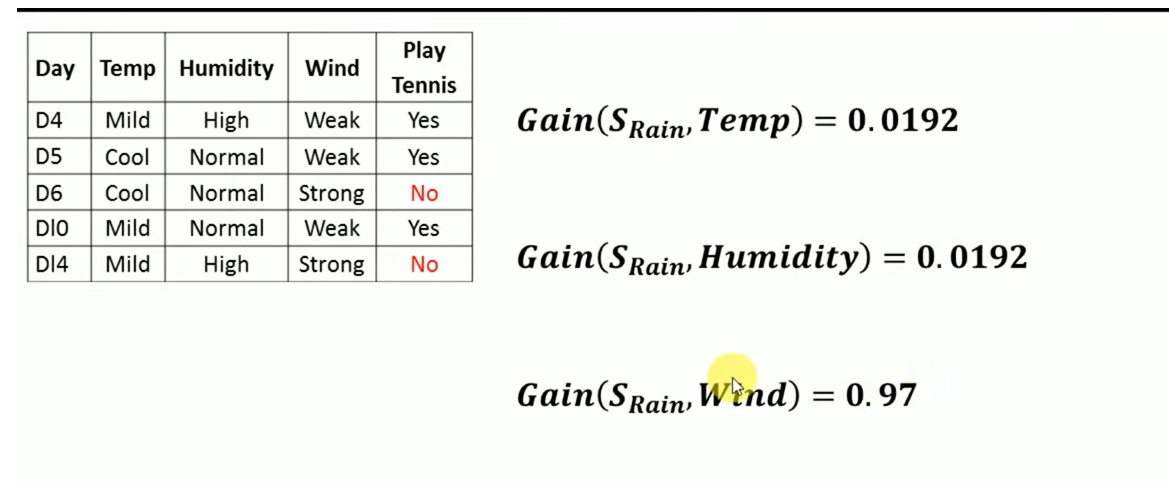 Day Temp Humidity Wind Play Tennis
D4 Mild High Weak Yes
D5 Cool Normal Weak Yes
D6 Cool Normal Strong No
Dl0 Mild Normal Weak Yes
Dl4 Mild High Strong No
Gain(S_Rain, Temp) = 0.0192
Gain(S_Rain, Humidity) = 0.0192
Gain(S_Rain, Wind) = 0.97